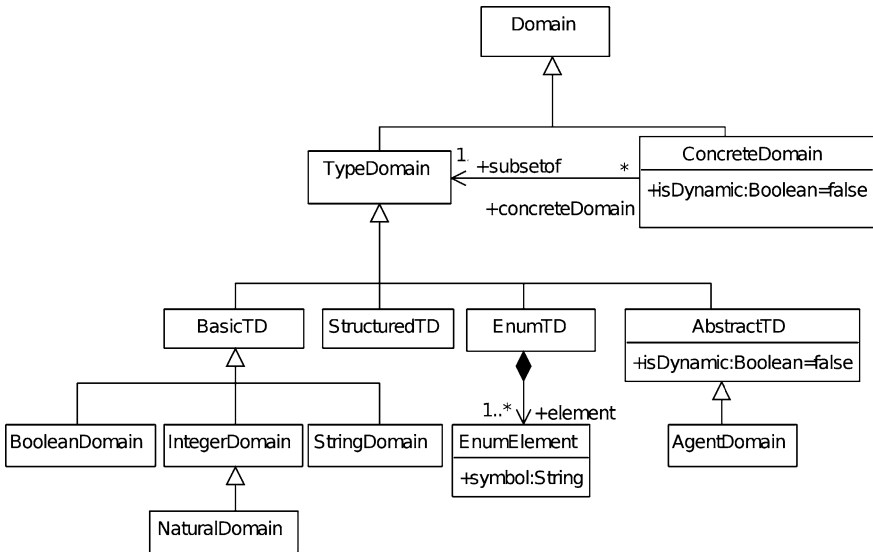 Domain
TypeDomain
1.
+subsetof
*
+concreteDomain
ConcreteDomain
+isDynamic:Boolean=false
BasicTD
StructuredTD
EnumTD
AbstractTD
+isDynamic:Boolean=false
1..*
+element
BooleanDomain
IntegerDomain
StringDomain
EnumElement
+symbol:String
AgentDomain
NaturalDomain